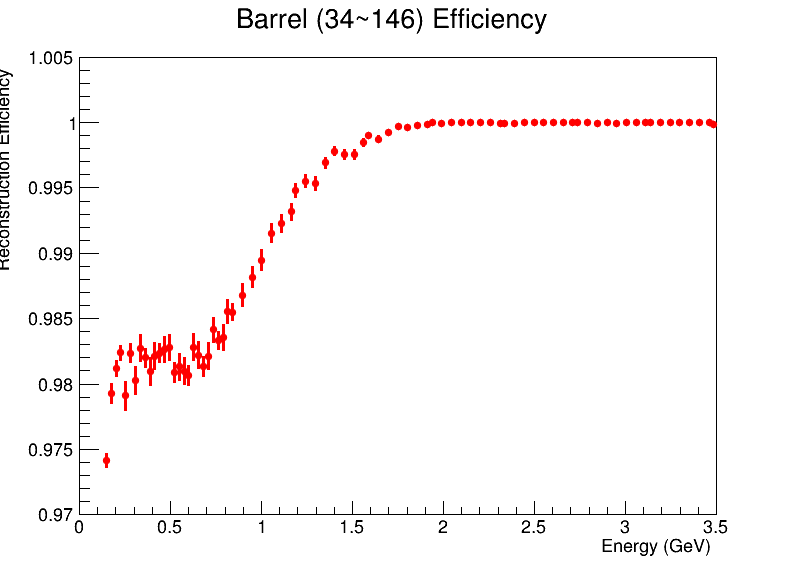 Barrel (34~146) Efficiency
Reconstruction Efficiency
1.005
1
0.995
0.99
0.985
0.98
0.975
0.97
0 0.5 1 1.5 2 2.5 3 3.5
Energy (GeV)